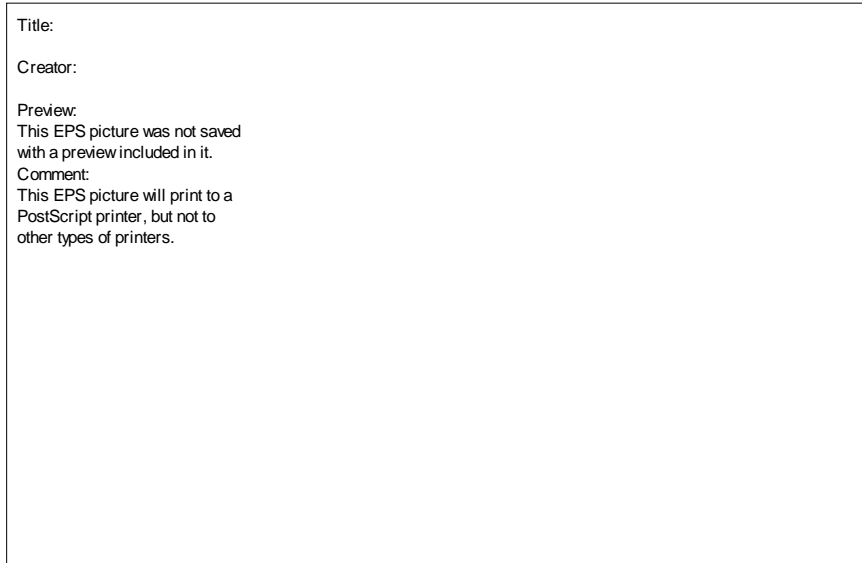 Title:
Creator:
Preview:
This EPS picture was not saved
with a preview included in it.
Comment:
This EPS picture will print to a
PostScript printer, but not to
other types of printers.